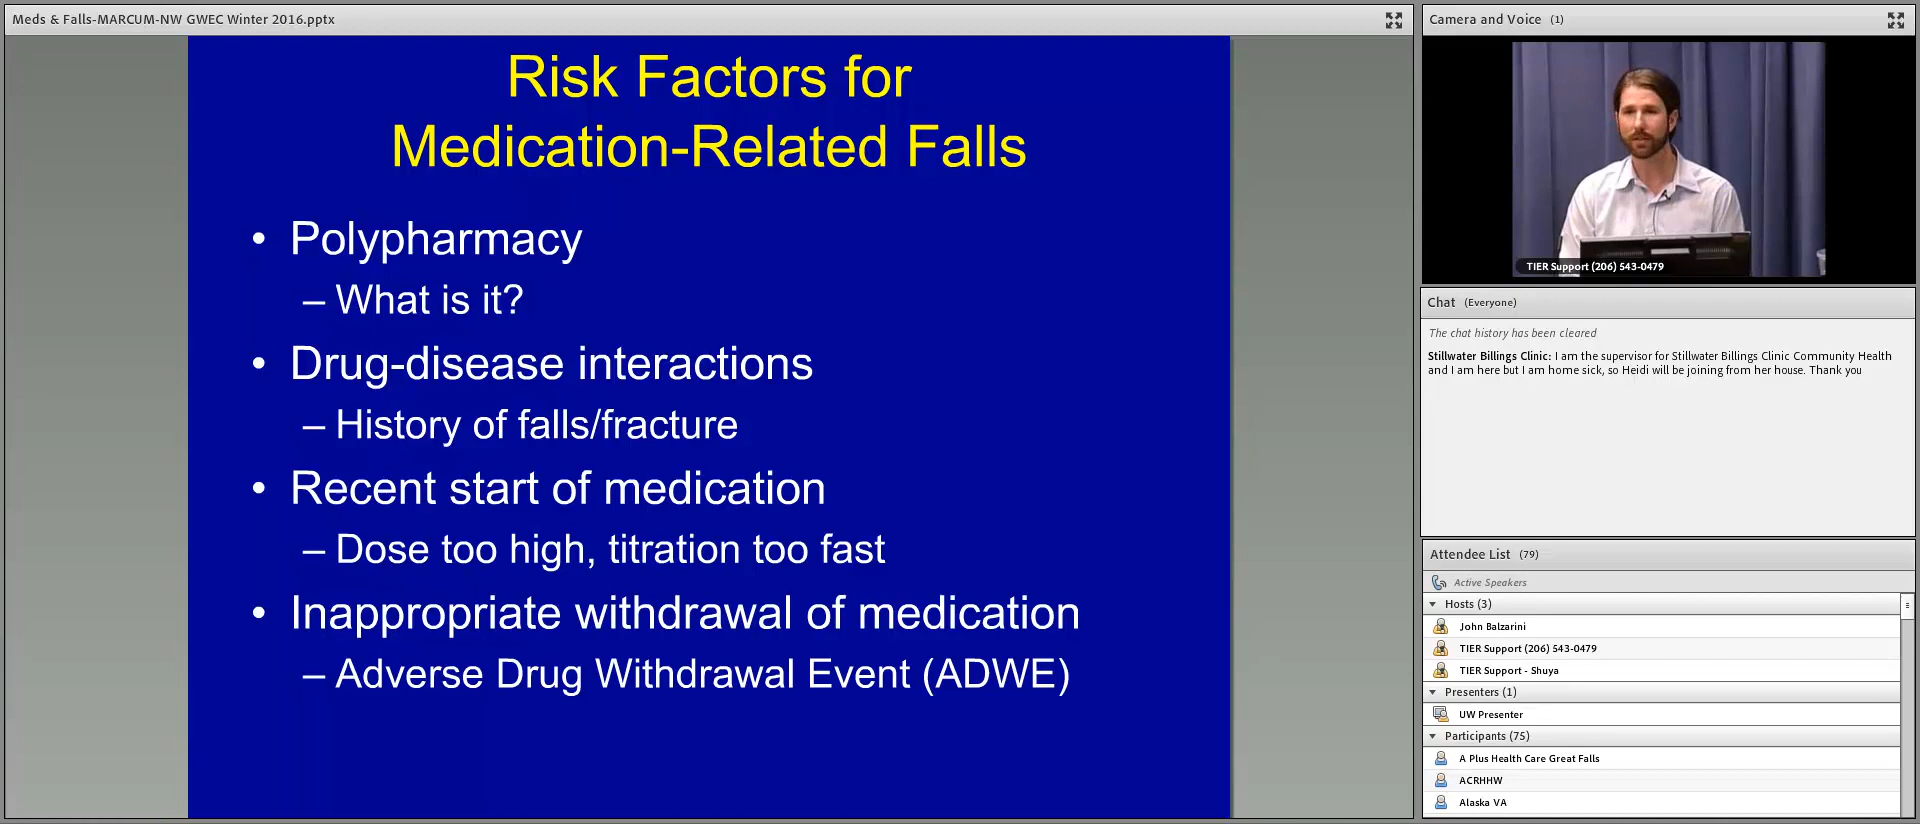 Meds & Falls-MARCUM-NW GWEC Winter 2016.pptx
Risk Factors for
Medication-Related Falls
• Polypharmacy
– What is it?
• Drug-disease interactions
– History of falls/fracture
• Recent start of medication
– Dose too high, titration too fast
• Inappropriate withdrawal of medication
– Adverse Drug Withdrawal Event (ADWE)
Camera and Voice (1)
TIER Support (206) 543-0479
Chat (Everyone)
The chat history has been cleared
Stillwater Billings Clinic: I am the supervisor for Stillwater Billings Clinic Community Health
and I am here but I am home sick, so Heidi will be joining from her house. Thank you
Attendee List (79)
Active Speakers
Hosts (3)
John Balzarini
TIER Support (206) 543-0479
TIER Support - Shuya
Presenters (1)
UW Presenter
Participants (75)
A Plus Health Care Great Falls
ACRHHW
Alaska VA